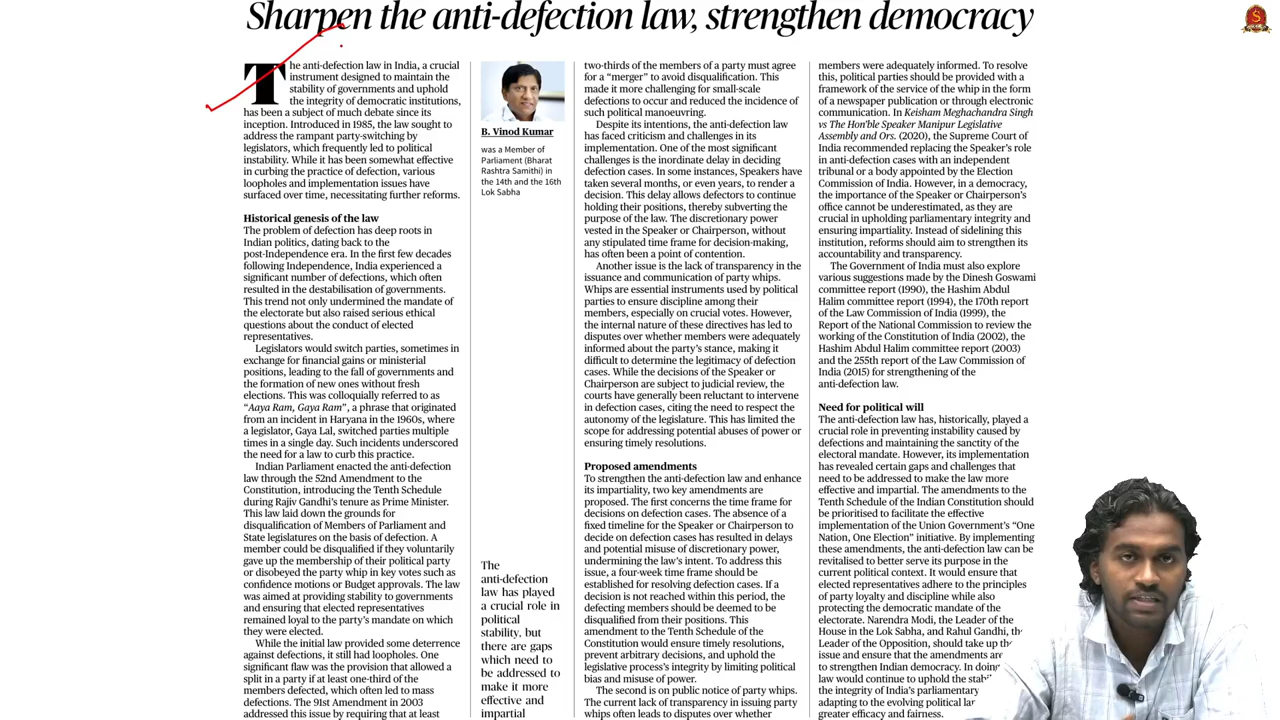 Sharpen the anti-defection law, strengthen democracy
The anti-defection law in India, a crucial
instrument designed to maintain the
stability of governments and uphold
the integrity of democratic institutions,
has been a subject of much debate since its
inception. Introduced in 1985, the law sought to
address the rampant party-switching by
legislators, which frequently led to political
instability. While it has been somewhat effective
in curbing the practice of defection, various
loopholes and implementation issues have
surfaced over time, necessitating further reforms.
Historical genesis of the law
The problem of defection has deep roots in
Indian politics, dating back to the
post-Independence era. In the first few decades
following Independence, India experienced a
significant number of defections, which often
resulted in the destabilisation of governments.
This trend not only undermined the mandate of
the electorate but also raised serious ethical
questions about the conduct of elected
representatives.
Legislators would switch parties, sometimes in
exchange for financial gains or ministerial
positions, leading to the fall of governments and
the formation of new ones without fresh
elections. This was colloquially referred to as
“Aaya Ram, Gaya Ram”, a phrase that originated
from an incident in Haryana in the 1960s, where
a legislator, Gaya Lal, switched parties multiple
times in a single day. Such incidents underscored
the need for a law to curb this practice.
Indian Parliament enacted the anti-defection
law through the 52nd Amendment to the
Constitution, introducing the Tenth Schedule
during Rajiv Gandhi’s tenure as Prime Minister.
This law laid down the grounds for
disqualification of Members of Parliament and
State legislatures on the basis of defection. A
member could be disqualified if they voluntarily
gave up the membership of their political party
or disobeyed the party whip in key votes such as
confidence motions or Budget approvals. The law
was aimed at providing stability to governments
and ensuring that elected representatives
remained loyal to the party’s mandate on which
they were elected.
While the initial law provided some deterrence
against defections, it still had loopholes. One
significant flaw was the provision that allowed a
split in a party if at least one-third of the
members defected, which often led to mass
defections. The 91st Amendment in 2003
addressed this issue by requiring that at least
B. Vinod Kumar
was a Member of
Parliament (Bharat
Rashtra Samithi) in
the 14th and the 16th
Lok Sabha
The
anti-defection
law has played
a crucial role in
political
stability, but
there are gaps
which need to
be addressed to
make it more
effective and
impartial
two-thirds of the members of a party must agree
for a “merger” to avoid disqualification. This
made it more challenging for small-scale
defections to occur and reduced the incidence of
such political manoeuvring.
Despite its intentions, the anti-defection law
has faced criticism and challenges in its
implementation. One of the most significant
challenges is the inordinate delay in deciding
defection cases. In some instances, Speakers have
taken several months, or even years, to render a
decision. This delay allows defectors to continue
holding their positions, thereby subverting the
purpose of the law. The discretionary power
vested in the Speaker or Chairperson, without
any stipulated time frame for decision-making,
has often been a point of contention.
Another issue is the lack of transparency in the
issuance and communication of party whips.
Whips are essential instruments used by political
parties to ensure discipline among their
members, especially on crucial votes. However,
the internal nature of these directives has led to
disputes over whether members were adequately
informed about the party’s stance, making it
difficult to determine the legitimacy of defection
cases. While the decisions of the Speaker or
Chairperson are subject to judicial review, the
courts have generally been reluctant to intervene
in defection cases, citing the need to respect the
autonomy of the legislature. This has limited the
scope for addressing potential abuses of power or
ensuring timely resolutions.
Proposed amendments
To strengthen the anti-defection law and enhance
its impartiality, two key amendments are
proposed. The first concerns the time frame for
decisions on defection cases. The absence of a
fixed timeline for the Speaker or Chairperson to
decide on defection cases has resulted in delays
and potential misuse of discretionary power,
undermining the law’s intent. To address this
issue, a four-week time frame should be
established for resolving defection cases. If a
decision is not reached within this period, the
defecting members should be deemed to be
disqualified from their positions. This
amendment to the Tenth Schedule of the
Constitution would ensure timely resolutions,
prevent arbitrary decisions, and uphold the
legislative process’s integrity by limiting political
bias and misuse of power.
The second is on public notice of party whips.
The current lack of transparency in issuing party
whips often leads to disputes over whether
members were adequately informed. To resolve
this, political parties should be provided with a
framework of the service of the whip in the form
of a newspaper publication or through electronic
communication. In Keisham Meghachandra Singh
vs The Hon’ble Speaker Manipur Legislative
Assembly and Ors. (2020), the Supreme Court of
India recommended replacing the Speaker’s role
in anti-defection cases with an independent
tribunal or a body appointed by the Election
Commission of India. However, in a democracy,
the importance of the Speaker or Chairperson’s
office cannot be underestimated, as they are
crucial in upholding parliamentary integrity and
ensuring impartiality. Instead of sidelining this
institution, reforms should aim to strengthen its
accountability and transparency.
The Government of India must also explore
various suggestions made by the Dinesh Goswami
committee report (1990), the Hashim Abdul
Halim committee report (1994), the 170th report
of the Law Commission of India (1999), the
Report of the National Commission to review the
working of the Constitution of India (2002), the
Hashim Abdul Halim committee report (2003)
and the 255th report of the Law Commission of
India (2015) for strengthening of the
anti-defection law.
Need for political will
The anti-defection law has, historically, played a
crucial role in preventing instability caused by
defections and maintaining the sanctity of the
electoral mandate. However, its implementation
has revealed certain gaps and challenges that
need to be addressed to make the law more
effective and impartial. The amendments to the
Tenth Schedule of the Indian Constitution should
be prioritised to facilitate the effective
implementation of the Union Government’s “One
Nation, One Election” initiative. By implementing
these amendments, the anti-defection law can be
revitalised to better serve its purpose in the
current political context. It would ensure that
elected representatives adhere to the principles
of party loyalty and discipline while also
protecting the democratic mandate of the
electorate. Narendra Modi, the Leader of the
House in the Lok Sabha, and Rahul Gandhi,
Leader of the Opposition, should take up
issue and ensure that the amendments are
to strengthen Indian democracy. In doing
law would continue to uphold the
the integrity of India’s parliamentary
adapting to the evolving political
greater efficacy and fairness.